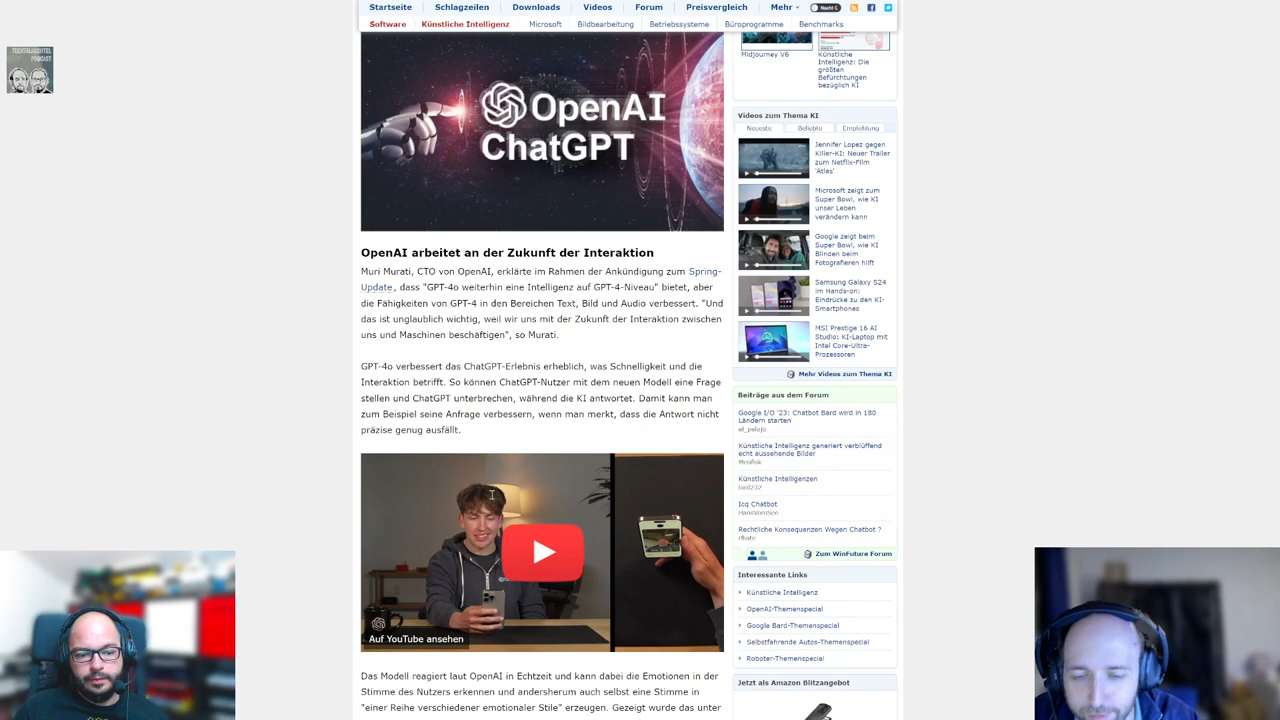 Startseite
Schlagzeilen
Downloads
Videos
Forum
Preisvergleich
Mehr
Software
Künstliche Intelligenz
Microsoft
Bildbearbeitung
Betriebssysteme
Büroprogramme
Benchmarks
TECHTELMECHTEL
PODCAST
OpenAI
ChatGPT
OpenAI arbeitet an der Zukunft der Interaktion
Muri Murati, CTO von OpenAI, erklärte im Rahmen der Ankündigung zum Spring-
Update, dass "GPT-4o weiterhin eine Intelligenz auf GPT-4-Niveau" bietet, aber
die Fähigkeiten von GPT-4 in den Bereichen Text, Bild und Audio verbessert. "Und
das ist unglaublich wichtig, weil wir uns mit der Zukunft der Interaktion zwischen
uns und Maschinen beschäftigen", so Murati.
GPT-4o verbessert das ChatGPT-Erlebnis erheblich, was Schnelligkeit und die
Interaktion betrifft. So können ChatGPT-Nutzer mit dem neuen Modell eine Frage
stellen und ChatGPT unterbrechen, während die KI antwortet. Damit kann man
zum Beispiel seine Anfrage verbessern, wenn man merkt, dass die Antwort nicht
präzise genug ausfällt.
Auf YouTube ansehen
Das Modell reagiert laut OpenAI in Echtzeit und kann dabei die Emotionen in der
Stimme des Nutzers erkennen und andersherum auch selbst eine Stimme in
"einer Reihe verschiedener emotionaler Stile" erzeugen. Gezeigt wurde das unter
Midjourney V6
Künstliche
Intelligenz: Die
größten
Befürchtungen
bezüglich KI
Videos zum Thema KI
Neueste
Beliebte
Empfehlung
Jennifer Lopez gegen
Killer-KI: Neuer Trailer
zum Netflix-Film
'Atlas'
Microsoft zeigt zum
Super Bowl, wie KI
unser Leben
verändern kann
Google zeigt beim
Super Bowl, wie KI
Blinden beim
Fotografieren hilft
Samsung Galaxy S24
im Hands-on:
Eindrücke zu den KI-
Smartphones
MSI Prestige 16 AI
Studio: KI-Laptop mit
Intel Core-Ultra-
Prozessoren
Mehr Videos zum Thema KI
Beiträge aus dem Forum
Google I/O '23: Chatbot Bard wird in 180
Ländern starten
el_pelajo
Künstliche Intelligenz generiert verblüffend
echt aussehende Bilder
Menfisk
Künstliche Intelligenzen
lord232
Icq Chatbot
HansVomSee
Rechtliche Konsequenzen Wegen Chatbot ?
Zum WinFuture Forum
Interessante Links
Künstliche Intelligenz
OpenAI-Themenspecial
Google Bard-Themenspecial
Selbstfahrende Autos-Themenspecial
Roboter-Themenspecial
Jetzt als Amazon Blitzangebot